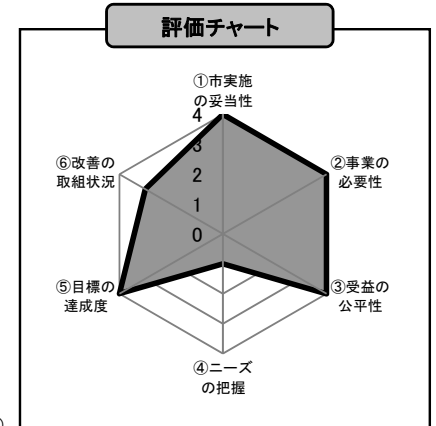 評価チャート
①市実施
の妥当性
4
3
2
1
0
②事業の
必要性
③受益の
公平性
④ニーズ
の把握
⑤目標の
達成度
⑥改善の
取組状況